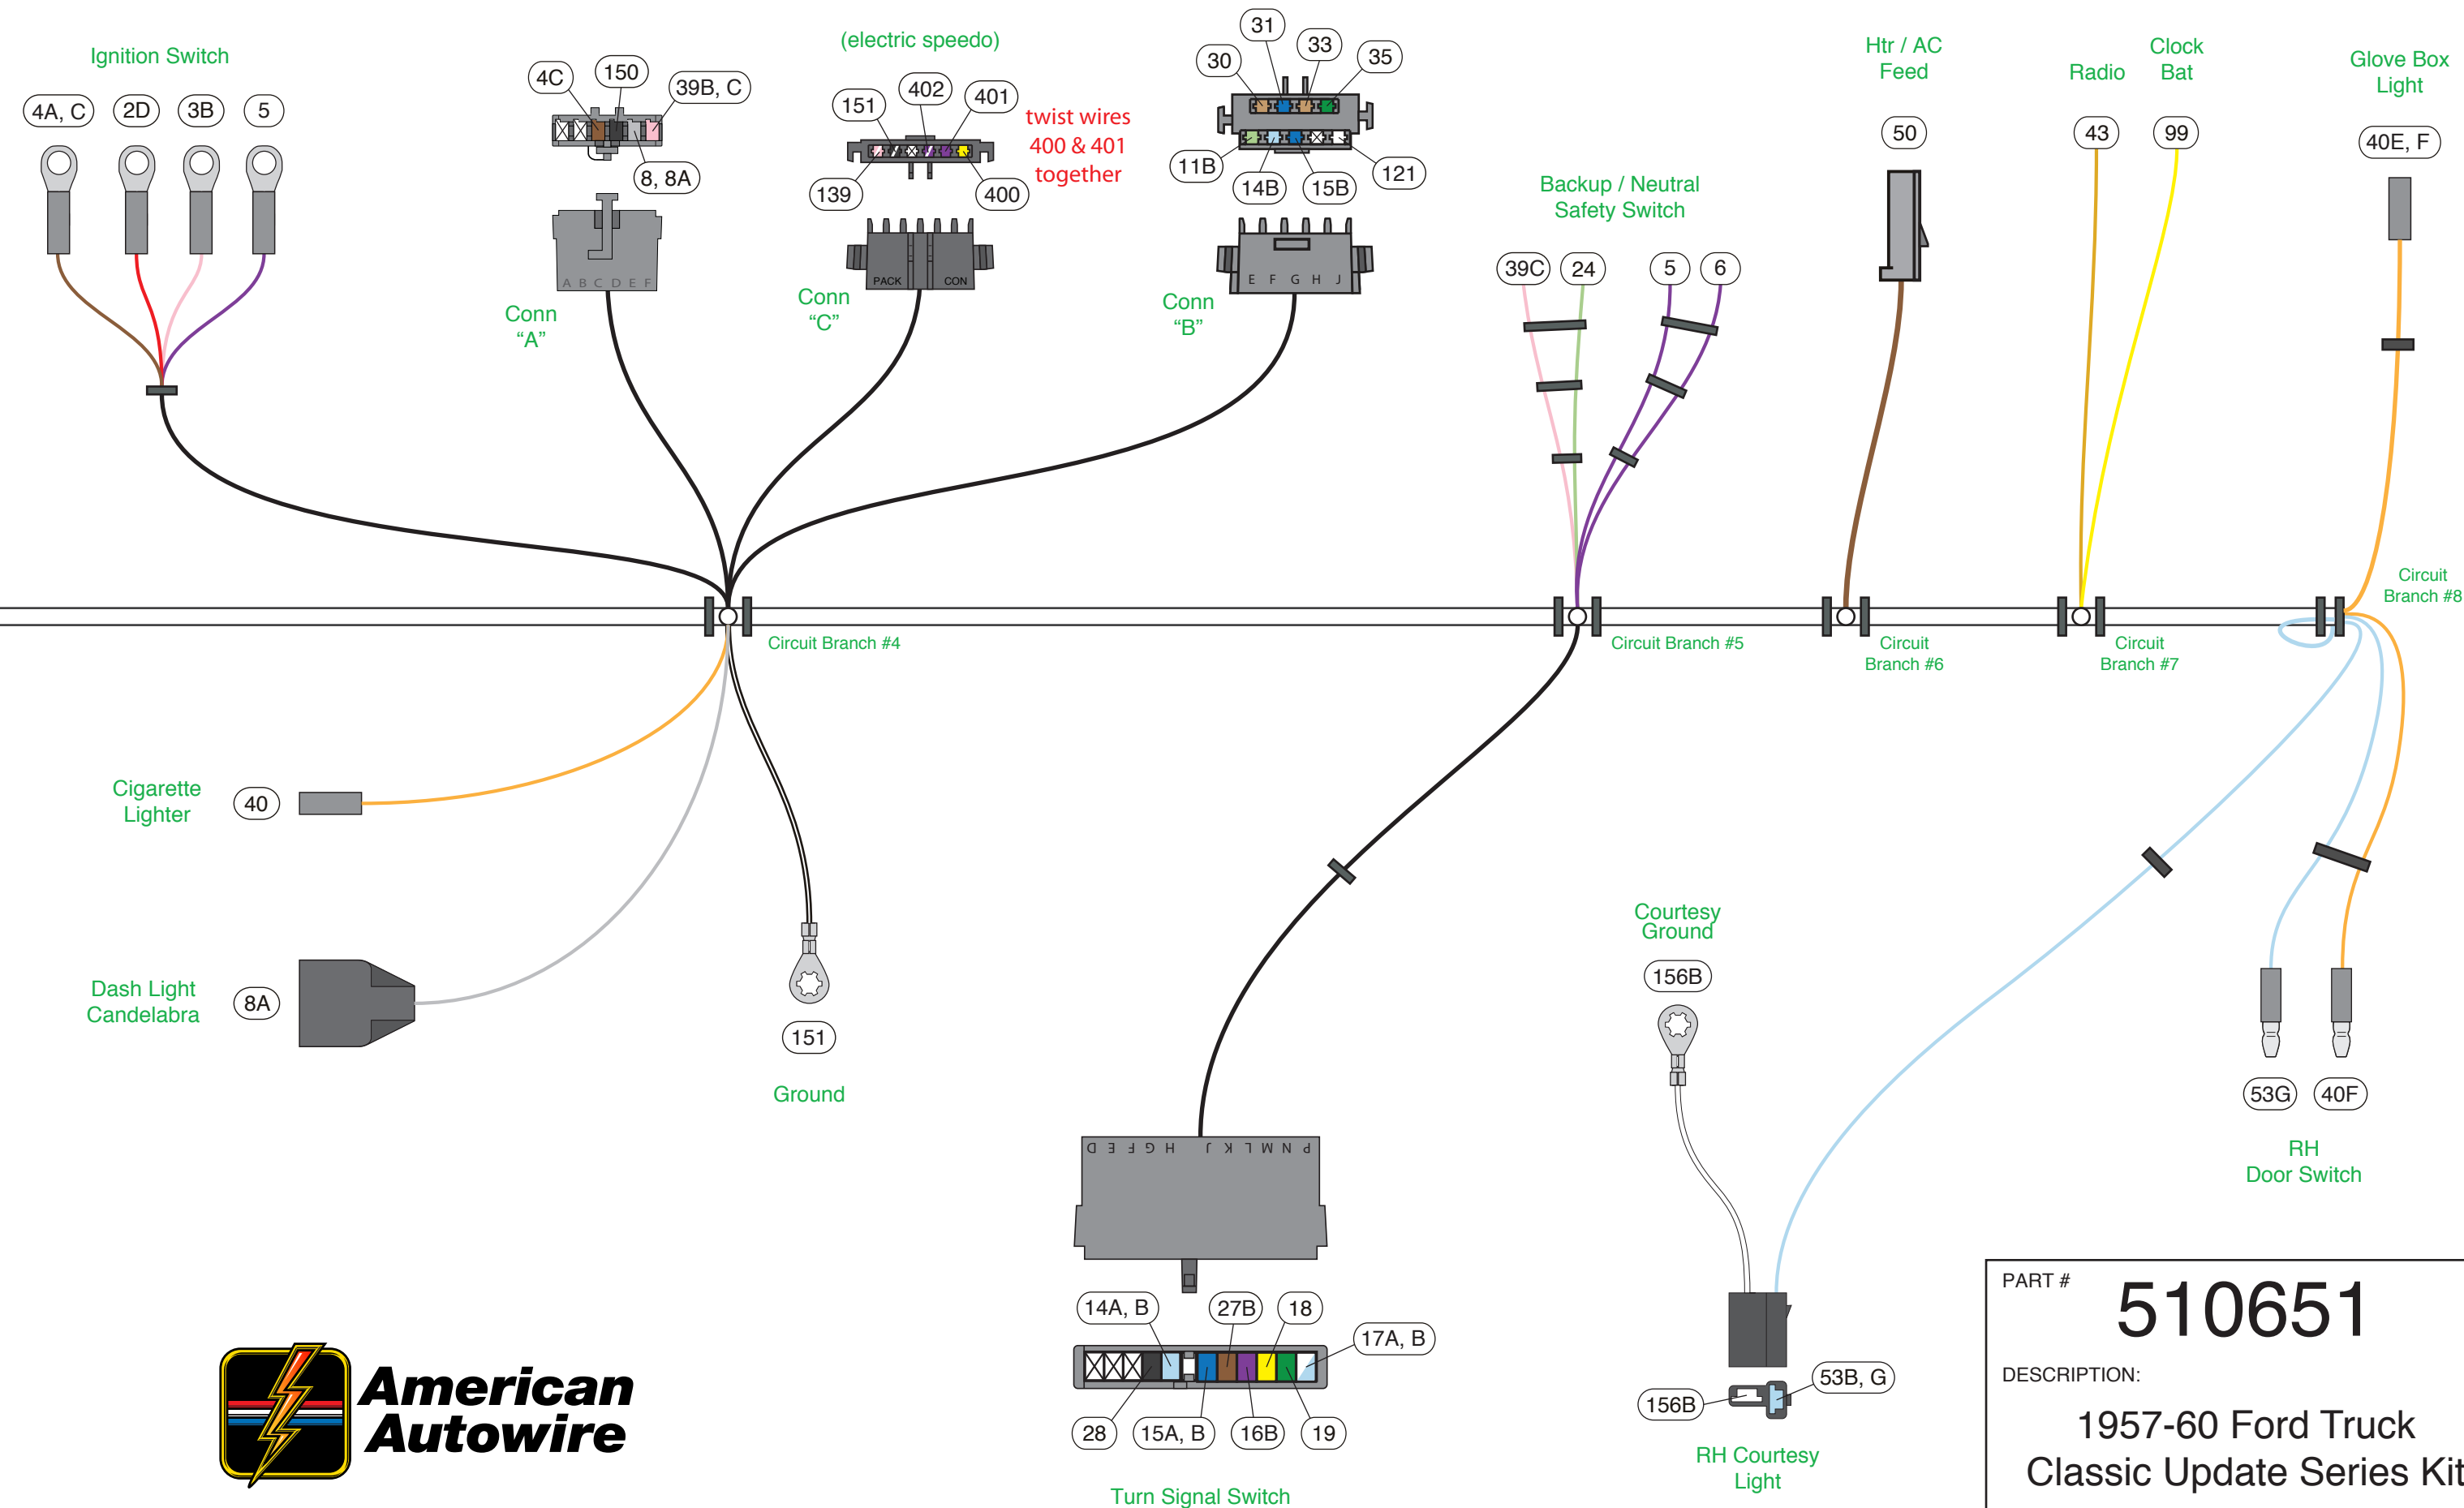 Ignition Switch
4A, C
2D
3B
5
4C
150
39B, C
8, 8A
A B C D E F
Conn
“A”
(electric speedo)
151
402
401
139
400
twist wires
400 & 401
together
PACK
CON
Conn
“C”
30
31
33
35
11B
14B
15B
121
E F G H J
Conn
“B”
Backup / Neutral
Safety Switch
39C
24
5
6
Htr / AC
Feed
50
Radio
43
Clock
Bat
99
Glove Box
Light
40E, F
Circuit Branch #4
Circuit Branch #5
Circuit
Branch #6
Circuit
Branch #7
Circuit
Branch #8
Cigarette
Lighter
40
Dash Light
Candelabra
8A
151
Ground
D E F G H J K L M N P
14A, B
27B
18
17A, B
28
15A, B
16B
19
Turn Signal Switch
Courtesy
Ground
156B
156B
53B, G
RH Courtesy
Light
53G
40F
RH
Door Switch
American
Autowire
PART #
510651
DESCRIPTION:
1957-60 Ford Truck
Classic Update Series Kit